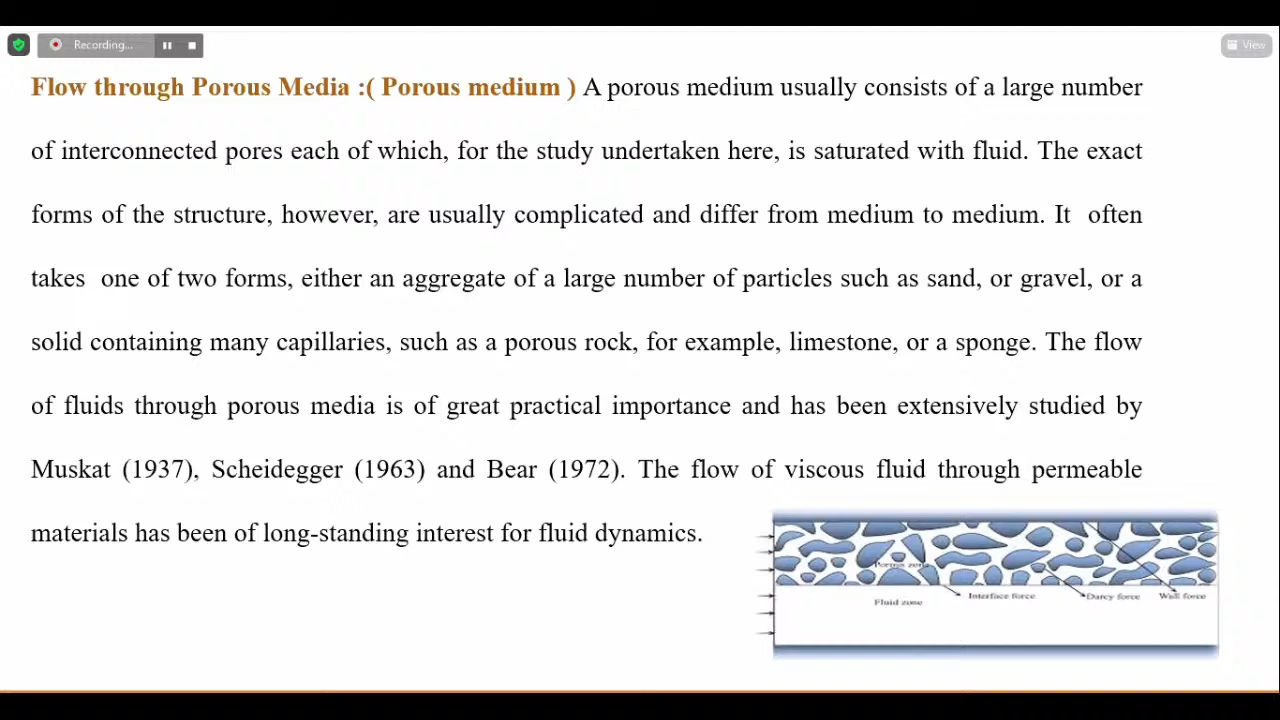 Recording...
View
Flow through Porous Media :( Porous medium ) A porous medium usually consists of a large number
of interconnected pores each of which, for the study undertaken here, is saturated with fluid. The exact
forms of the structure, however, are usually complicated and differ from medium to medium. It often
takes one of two forms, either an aggregate of a large number of particles such as sand, or gravel, or a
solid containing many capillaries, such as a porous rock, for example, limestone, or a sponge. The flow
of fluids through porous media is of great practical importance and has been extensively studied by
Muskat (1937), Scheidegger (1963) and Bear (1972). The flow of viscous fluid through permeable
materials has been of long-standing interest for fluid dynamics.
Porous zone
Fluid zone
Interface force
Darcy force
Wall force